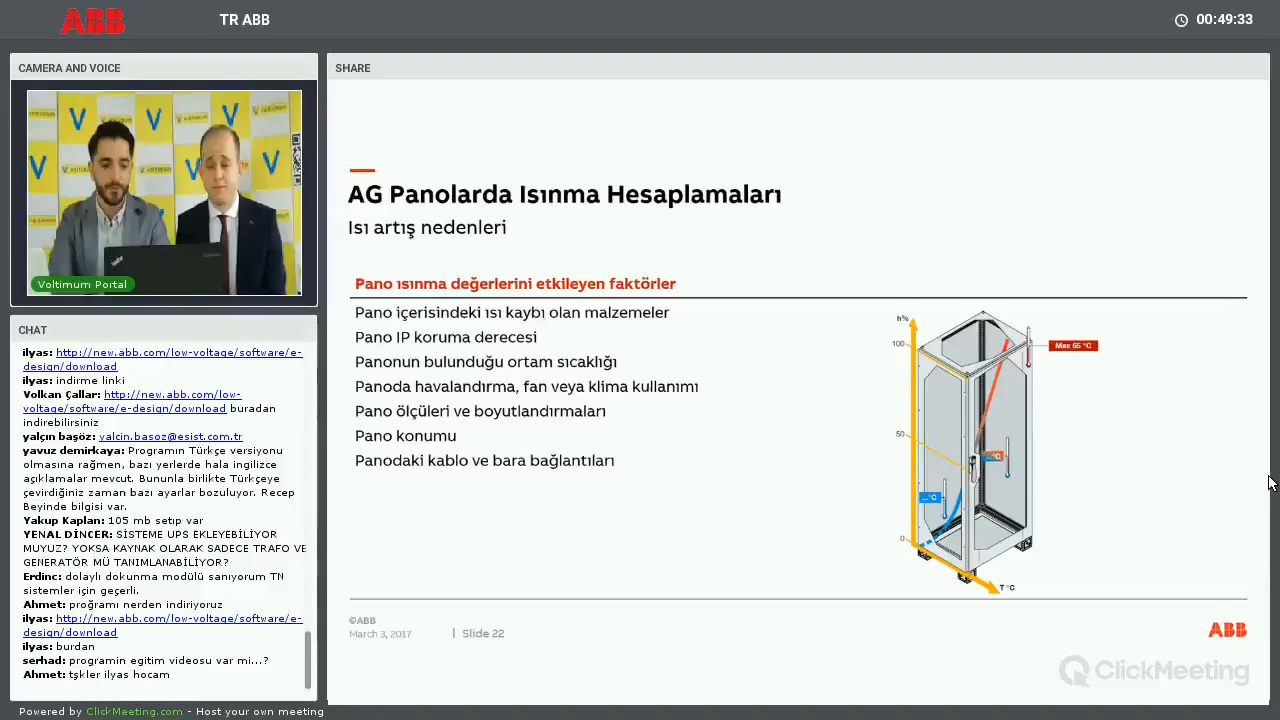 ABB
TR ABB
00:49:33
CAMERA AND VOICE
Voltimum Portal
CHAT
ilyas: http://new.abb.com/low-voltage/software/e-
design/download
ilyas: indirme linki
Volkan Çallar: http://new.abb.com/low-
voltage/software/e-design/download buradan
indirebilirsiniz
yalçın başöz: yalcin.basoz@esist.com.tr
yavuz demirkaya: Programın Türkçe versiyonu
olmasına rağmen, bazı yerlerde hala ingilizce
açıklamalar mevcut. Bununla birlikte Türkçeye
çevirdiğiniz zaman bazı ayarlar bozuluyor. Recep
Beyinde bilgisi var.
Yakup Kaplan: 105 mb setıp var
YENAL DİNCER: SİSTEME UPS EKLEYEBİLİYOR
MUYUZ? YOKSA KAYNAK OLARAK SADECE TRAFO VE
GENERATÖR MÜ TANIMLANABİLİYOR?
Erdinc: dolaylı dokunma modülü sanıyorum TN
sistemler için geçerli.
Ahmet: proğramı nerden indiriyoruz
ilyas: http://new.abb.com/low-voltage/software/e-
design/download
ilyas: burdan
serhad: programin egitim videosu var mi...?
Ahmet: tşkler ilyas hocam
Powered by ClickMeeting.com - Host your own meeting
SHARE
AG Panolarda Isınma Hesaplamaları
Isı artış nedenleri
Pano ısınma değerlerini etkileyen faktörler
Pano içerisindeki ısı kaybı olan malzemeler
Pano IP koruma derecesi
Panonun bulunduğu ortam sıcaklığı
Panoda havalandırma, fan veya klima kullanımı
Pano ölçüleri ve boyutlandırmaları
Pano konumu
Panodaki kablo ve bara bağlantıları
h%
100
Max 65 °C
50
...°C
...°C
0
T °C
©ABB
March 3, 2017 | Slide 22
ABB
ClickMeeting